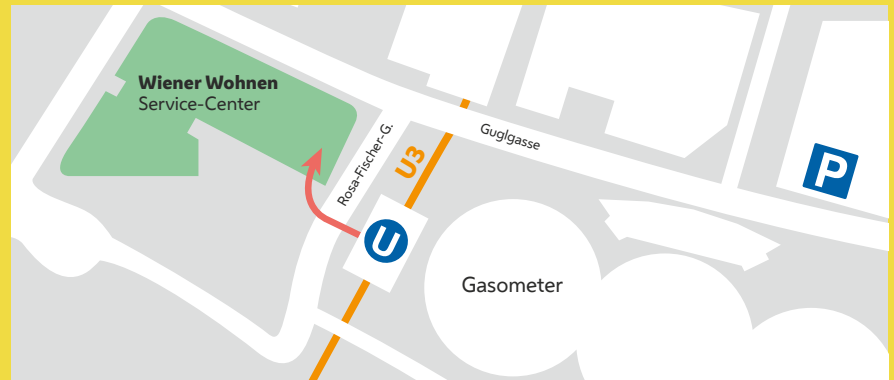 Wiener Wohnen
Service-Center
Rosa-Fischer-G.
U3
Guglgasse
P
U
Gasometer